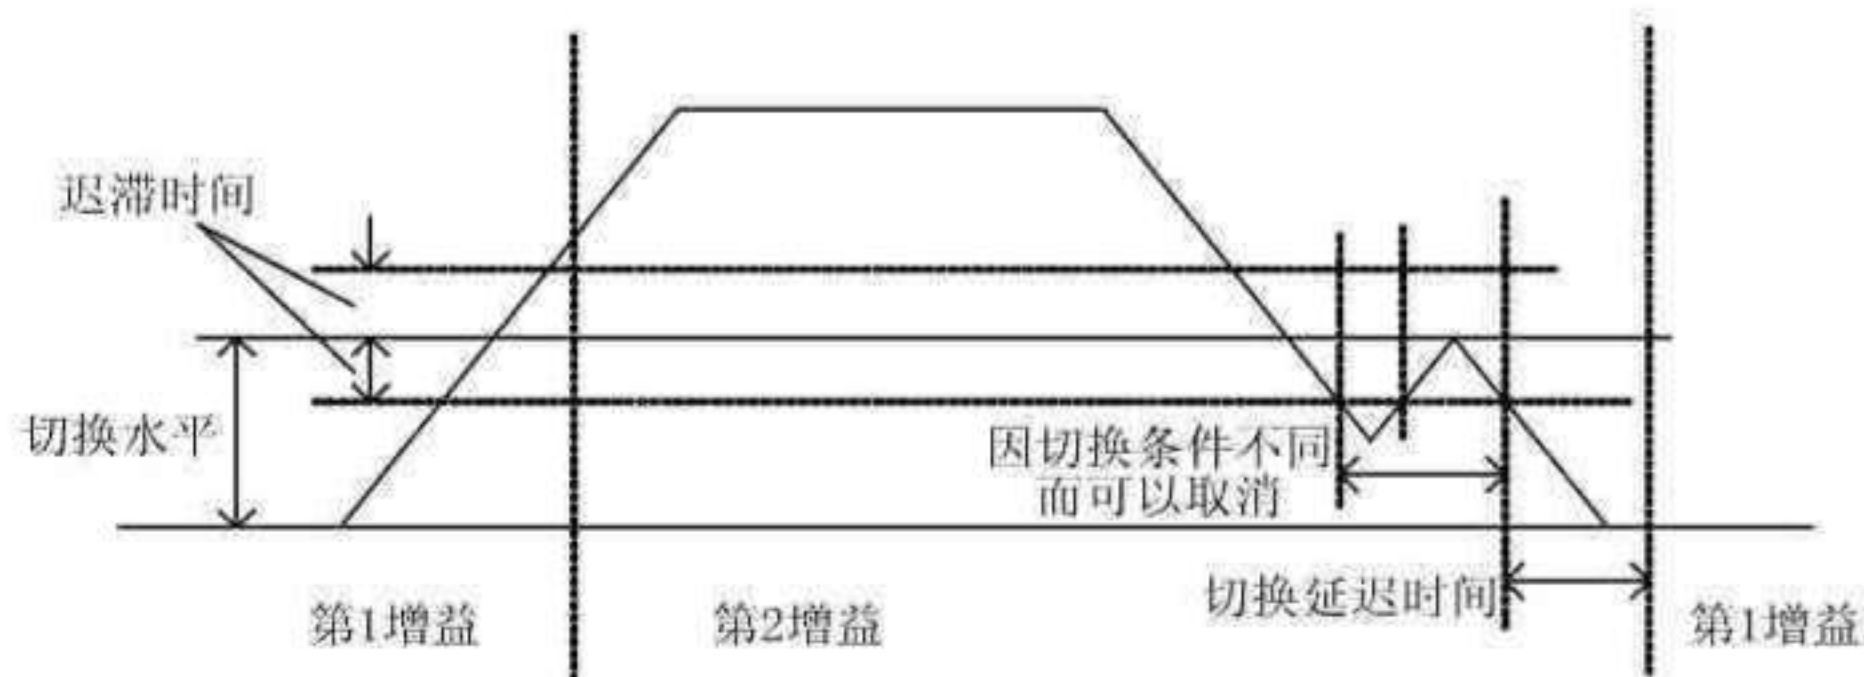 迟滞时间
切换水平
因切换条件不同
而可以取消
切换延迟时间
第1增益
第2增益
第1增益